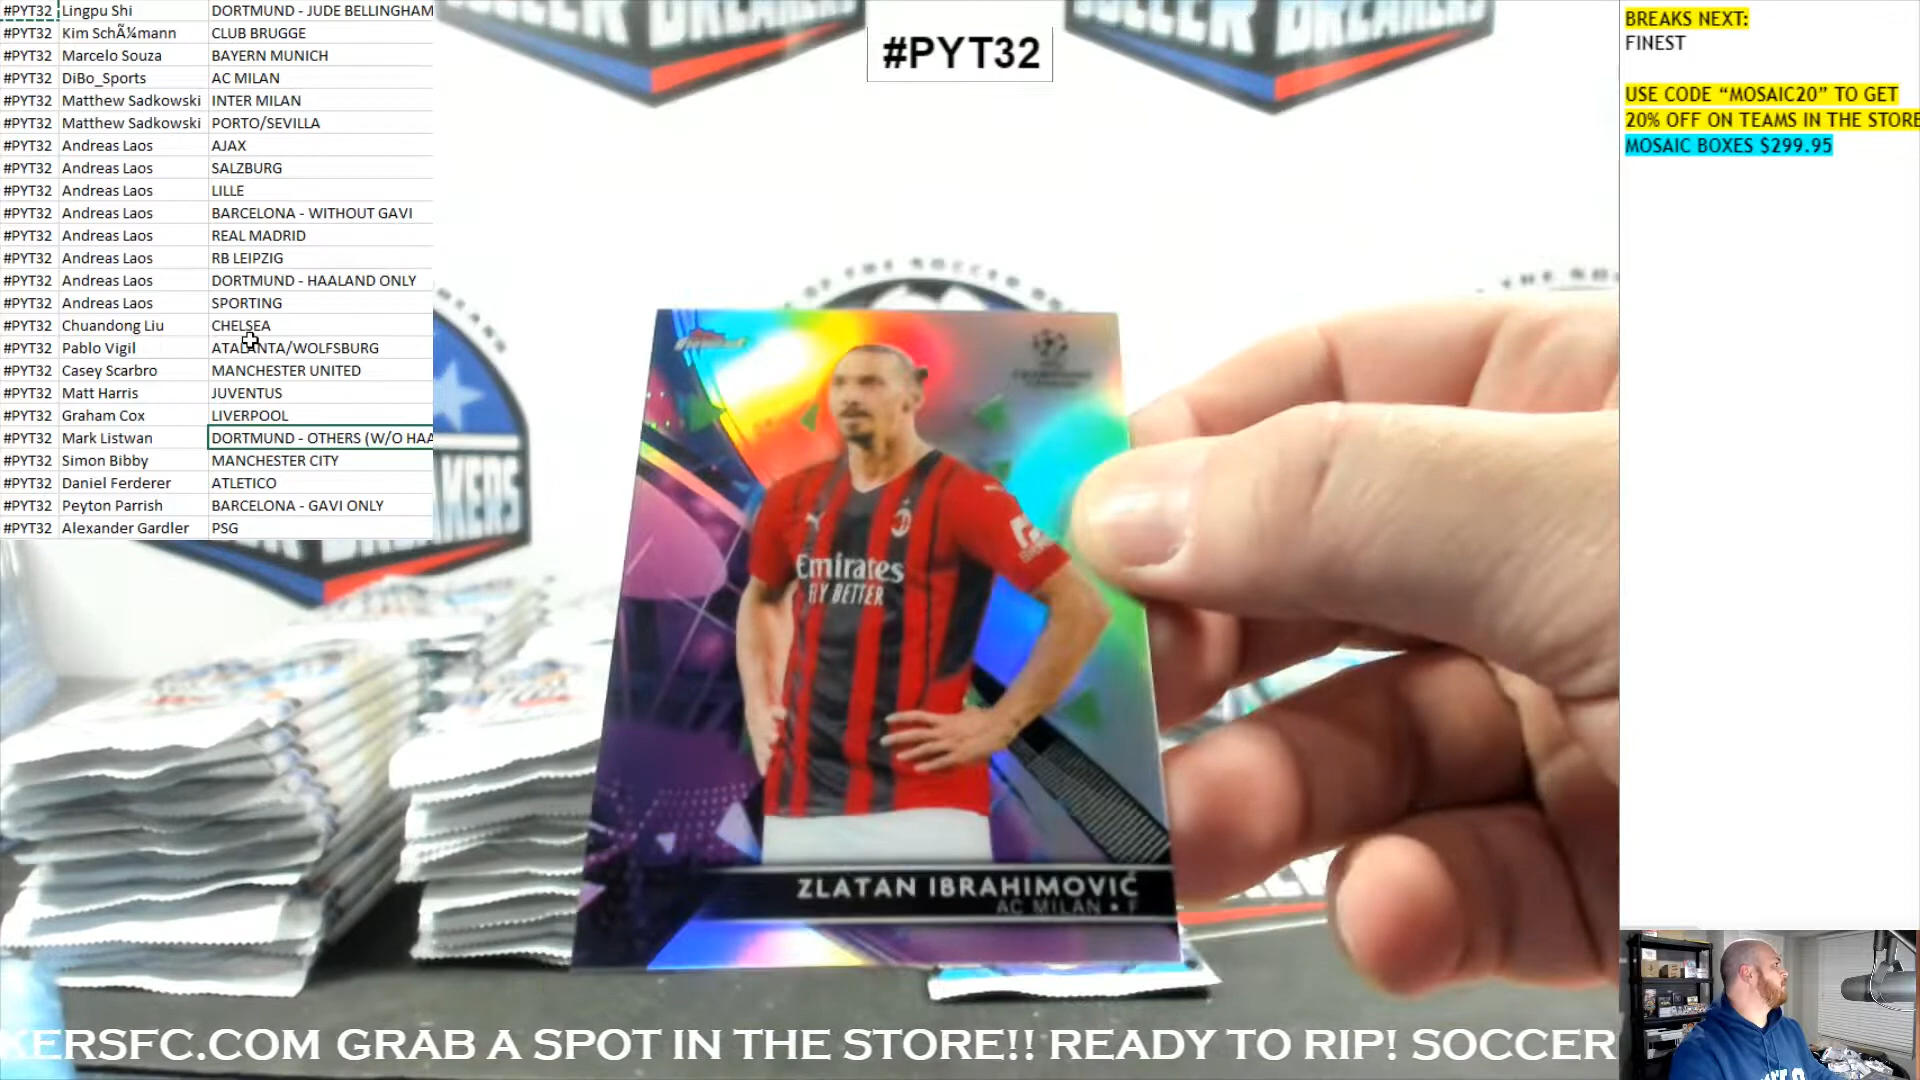 #PYT32 Lingpu Shi DORTMUND - JUDE BELLINGHAM
#PYT32 Kim SchÃ¼mann CLUB BRUGGE
#PYT32 Marcelo Souza BAYERN MUNICH
#PYT32 DiBo_Sports AC MILAN
#PYT32 Matthew Sadkowski INTER MILAN
#PYT32 Matthew Sadkowski PORTO/SEVILLA
#PYT32 Andreas Laos AJAX
#PYT32 Andreas Laos SALZBURG
#PYT32 Andreas Laos LILLE
#PYT32 Andreas Laos BARCELONA - WITHOUT GAVI
#PYT32 Andreas Laos REAL MADRID
#PYT32 Andreas Laos RB LEIPZIG
#PYT32 Andreas Laos DORTMUND - HAALAND ONLY
#PYT32 Andreas Laos SPORTING
#PYT32 Chuandong Liu CHELSEA
#PYT32 Pablo Vigil ATALANTA/WOLFSBURG
#PYT32 Casey Scarbro MANCHESTER UNITED
#PYT32 Matt Harris JUVENTUS
#PYT32 Graham Cox LIVERPOOL
#PYT32 Mark Listwan DORTMUND - OTHERS (W/O HAA
#PYT32 Simon Bibby MANCHESTER CITY
#PYT32 Daniel Ferderer ATLETICO
#PYT32 Peyton Parrish BARCELONA - GAVI ONLY
#PYT32 Alexander Gardler PSG
#PYT32
BREAKS NEXT:
FINEST
USE CODE “MOSAIC20” TO GET
20% OFF ON TEAMS IN THE STORE
MOSAIC BOXES $299.95
BREAKERS
Emirates
FLY BETTER
ZLATAN IBRAHIMOVIĆ
AC MILAN • F
KERSFC.COM GRAB A SPOT IN THE STORE!! READY TO RIP! SOCCER